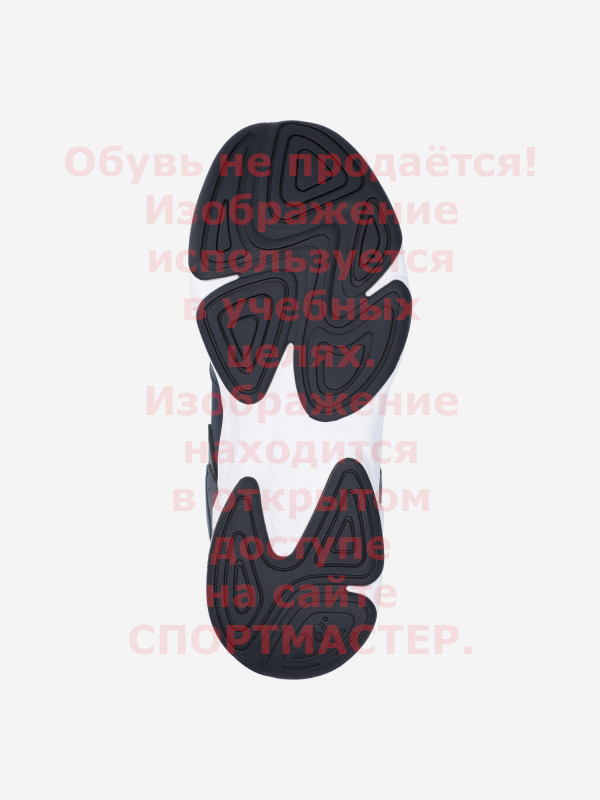 Обувь не продаётся!
Изображение
используется
в учебных
целях.
Изображение
находится
в открытом
доступе
на сайте
СПОРТМАСТЕР.